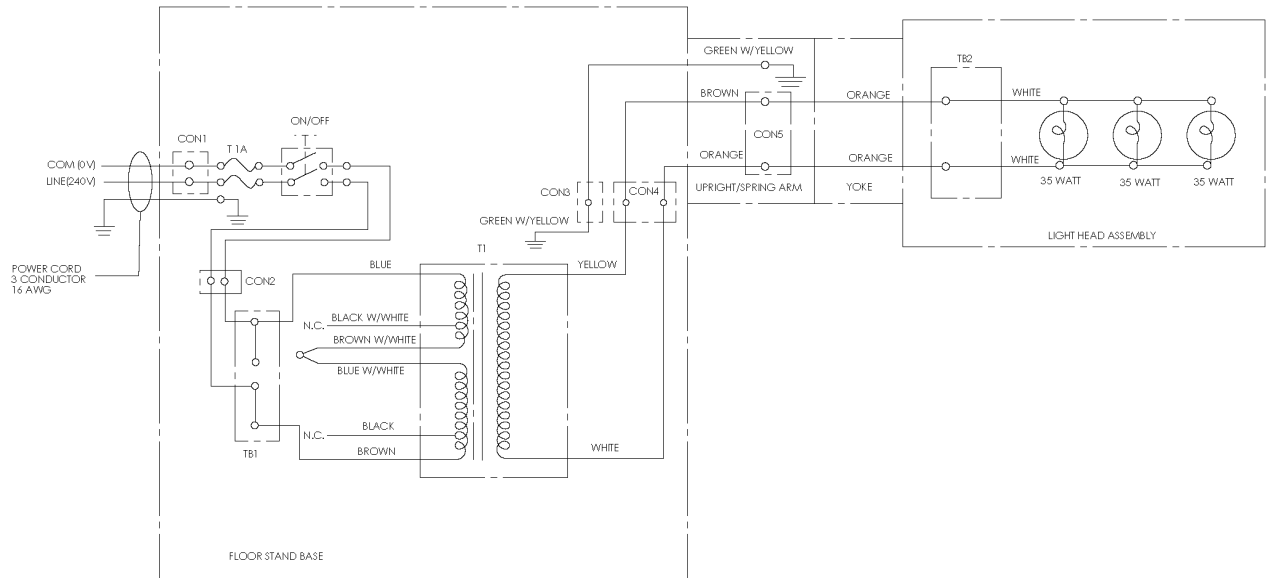 GREEN W/YELLOW
TB2
BROWN
ORANGE
WHITE
ON/OFF
CON1
T 1A
CON5
COM (0V)
LINE(240V)
ORANGE
ORANGE
WHITE
35 WATT
35 WATT
35 WATT
CON3
CON4
UPRIGHT/SPRING ARM
YOKE
GREEN W/YELLOW
LIGHT HEAD ASSEMBLY
T1
POWER CORD
3 CONDUCTOR
16 AWG
BLUE
YELLOW
CON2
N.C.
BLACK W/WHITE
BROWN W/WHITE
BLUE W/WHITE
BLACK
N.C.
BROWN
WHITE
TB1
FLOOR STAND BASE